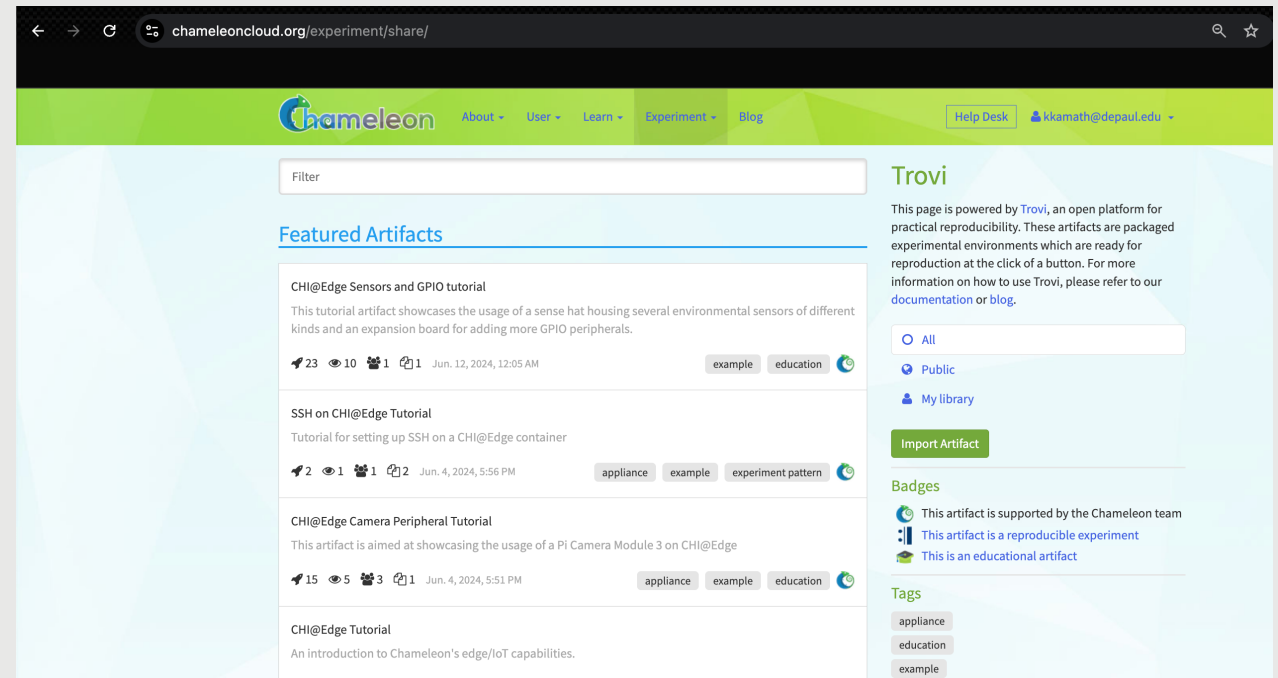 chameleoncloud.org/experiment/share/
Chameleon
About
User
Learn
Experiment
Blog
Help Desk
kkamath@depaul.edu
Filter
Featured Artifacts
CHI@Edge Sensors and GPIO tutorial
This tutorial artifact showcases the usage of a sense hat housing several environmental sensors of different
kinds and an expansion board for adding more GPIO peripherals.
23 10 1 1 Jun. 12, 2024, 12:05 AM example education
SSH on CHI@Edge Tutorial
Tutorial for setting up SSH on a CHI@Edge container
2 1 1 2 Jun. 4, 2024, 5:56 PM appliance example experiment pattern
CHI@Edge Camera Peripheral Tutorial
This artifact is aimed at showcasing the usage of a Pi Camera Module 3 on CHI@Edge
15 5 3 1 Jun. 4, 2024, 5:51 PM appliance example education
CHI@Edge Tutorial
An introduction to Chameleon's edge/IoT capabilities.
Trovi
This page is powered by Trovi, an open platform for
practical reproducibility. These artifacts are packaged
experimental environments which are ready for
reproduction at the click of a button. For more
information on how to use Trovi, please refer to our
documentation or blog.
All
Public
My library
Import Artifact
Badges
This artifact is supported by the Chameleon team
This artifact is a reproducible experiment
This is an educational artifact
Tags
appliance
education
example